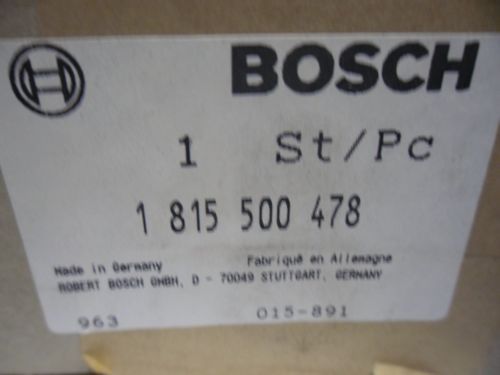 BOSCH
1 St/Pc
1 815 500 478
Made in Germany Fabriqué en Allemagne
ROBERT BOSCH GMBH, D - 70049 STUTTGART, GERMANY
963 015-891